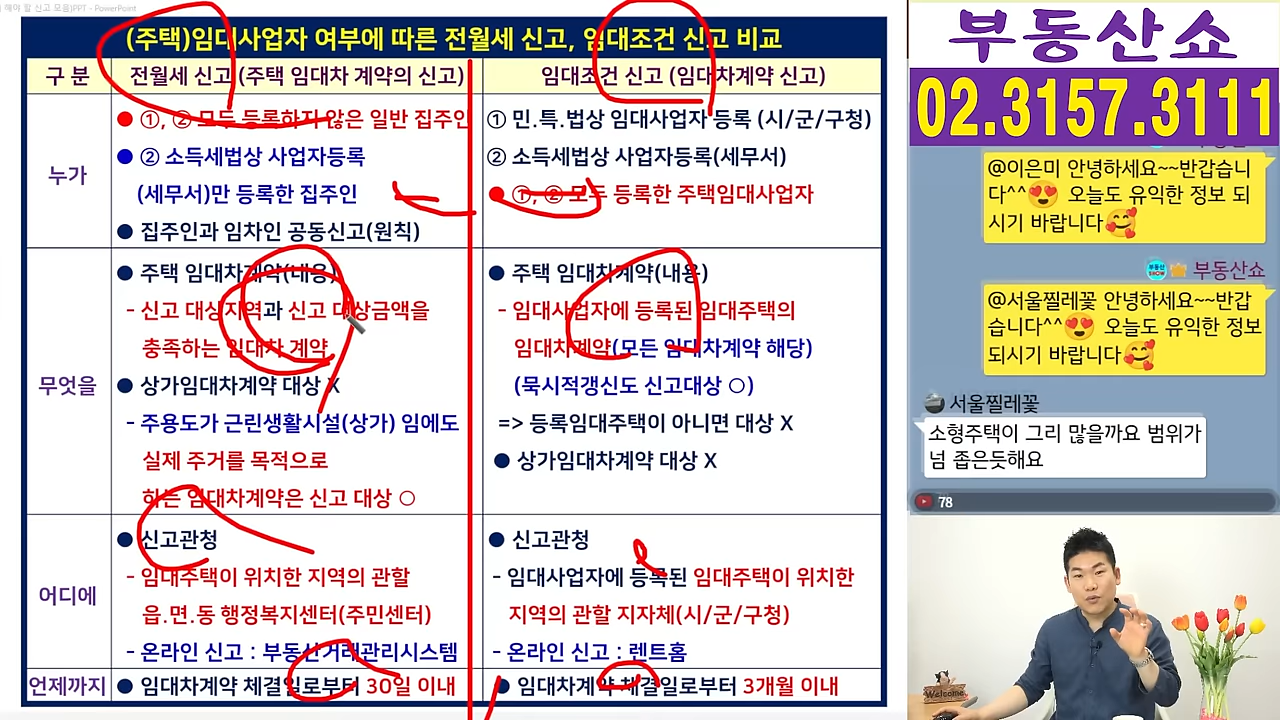 해야 할 신고 모음)PPT - PowerPoint
(주택)임대사업자 여부에 따른 전월세 신고, 임대조건 신고 비교
구 분
전월세 신고 (주택 임대차 계약의 신고)
임대조건 신고 (임대차계약 신고)
누가
● ①, ② 모두 등록하지 않은 일반 집주인
● ② 소득세법상 사업자등록
(세무서)만 등록한 집주인
● 집주인과 임차인 공동신고(원칙)
① 민.특.법상 임대사업자 등록 (시/군/구청)
② 소득세법상 사업자등록(세무서)
● ①, ② 모두 등록한 주택임대사업자
무엇을
● 주택 임대차계약(내용)
- 신고 대상지역과 신고 대상금액을
충족하는 임대차 계약
● 상가임대차계약 대상 X
- 주용도가 근린생활시설(상가) 임에도
실제 주거를 목적으로
하는 임대차계약은 신고 대상 ○
● 주택 임대차계약(내용)
- 임대사업자에 등록된 임대주택의
임대차계약(모든 임대차계약 해당)
(묵시적갱신도 신고대상 ○)
=> 등록임대주택이 아니면 대상 X
● 상가임대차계약 대상 X
어디에
● 신고관청
- 임대주택이 위치한 지역의 관할
읍.면.동 행정복지센터(주민센터)
- 온라인 신고 : 부동산거래관리시스템
● 신고관청
- 임대사업자에 등록된 임대주택이 위치한
지역의 관할 지자체(시/군/구청)
- 온라인 신고 : 렌트홈
언제까지
● 임대차계약 체결일로부터 30일 이내
● 임대차계약 체결일로부터 3개월 이내
부동산쇼
02.3157.3111
@이은미 안녕하세요~~반갑습니
다^^😍 오늘도 유익한 정보 되
시기 바랍니다🥰
부동산쇼
@서울찔레꽃 안녕하세요~~반갑
습니다^^😍 오늘도 유익한 정보
되시기 바랍니다🥰
서울찔레꽃
소형주택이 그리 많을까요 범위가
넘 좁은듯해요
78
Welcome